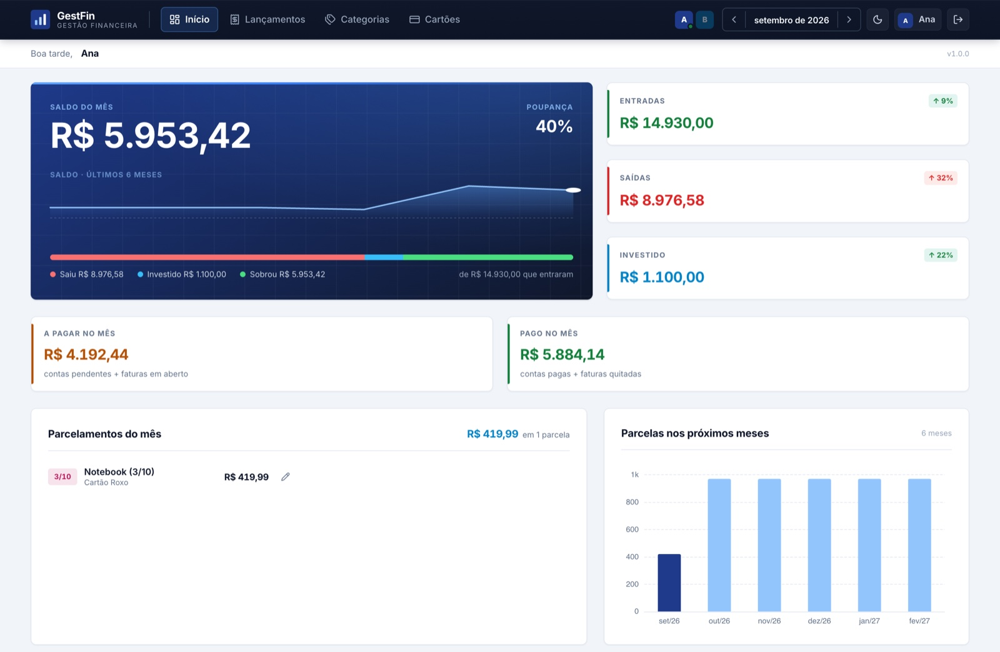 GestFin
GESTÃO FINANCEIRA
Início
Lançamentos
Categorias
Cartões
A
B
setembro de 2026
A
Ana
Boa tarde, Ana
v1.0.0
SALDO DO MÊS
R$ 5.953,42
POUPANÇA
40%
SALDO · ÚLTIMOS 6 MESES
Saiu R$ 8.976,58
Investido R$ 1.100,00
Sobrou R$ 5.953,42
de R$ 14.930,00 que entraram
ENTRADAS
↑ 9%
R$ 14.930,00
SAÍDAS
↑ 32%
R$ 8.976,58
INVESTIDO
↑ 22%
R$ 1.100,00
A PAGAR NO MÊS
R$ 4.192,44
contas pendentes + faturas em aberto
PAGO NO MÊS
R$ 5.884,14
contas pagas + faturas quitadas
Parcelamentos do mês
R$ 419,99 em 1 parcela
3/10
Notebook (3/10)
Cartão Roxo
R$ 419,99
Parcelas nos próximos meses
6 meses
1k
800
600
400
200
0
set/26
out/26
nov/26
dez/26
jan/27
fev/27